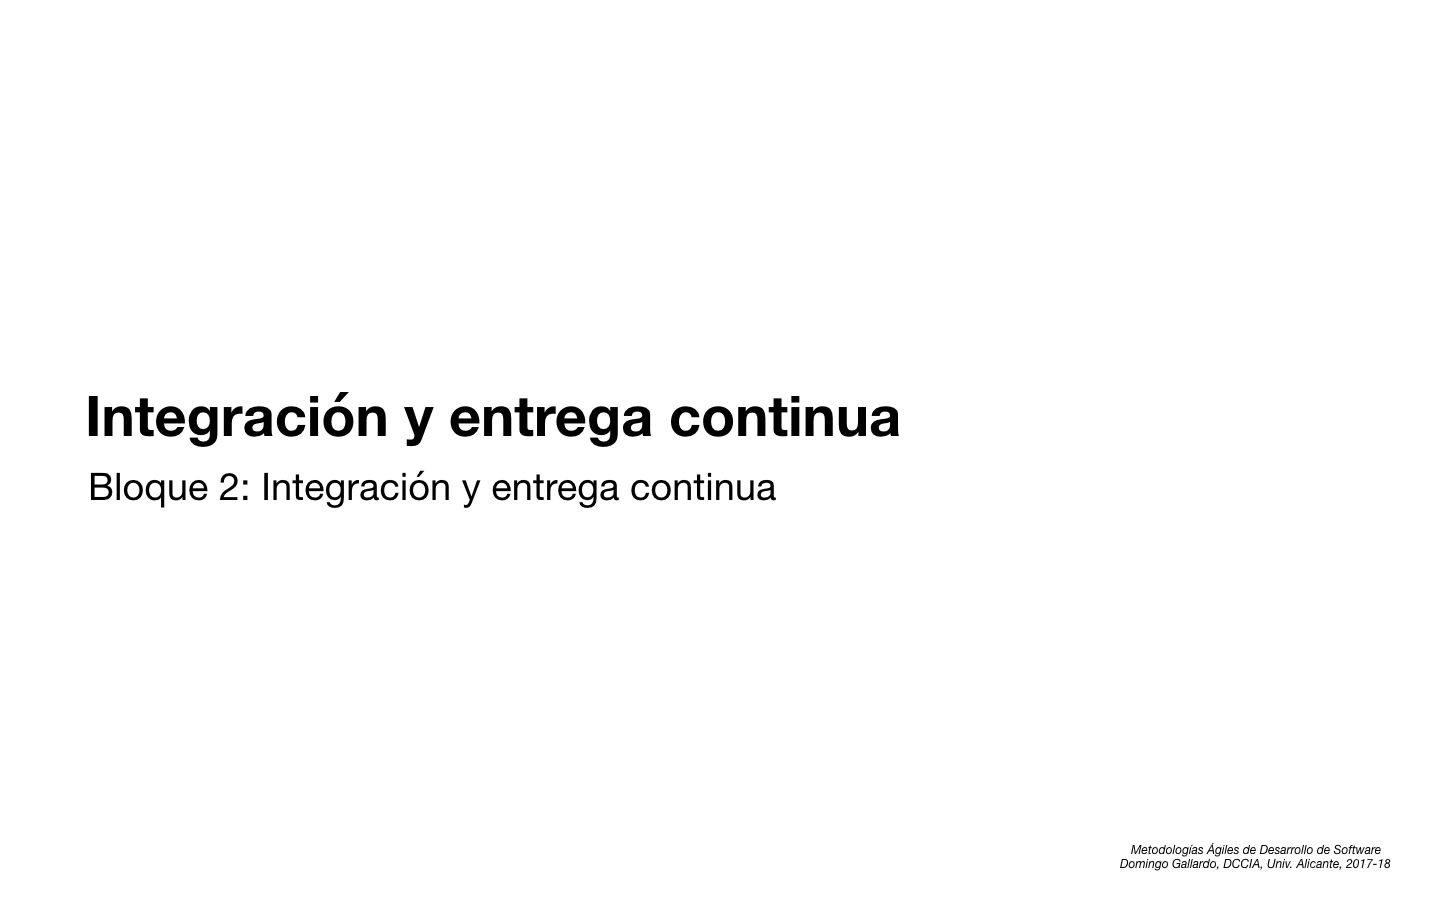 Integración y entrega continua
Bloque 2: Integración y entrega continua
Metodologías Ágiles de Desarrollo de Software
Domingo Gallardo, DCCIA, Univ. Alicante, 2017-18